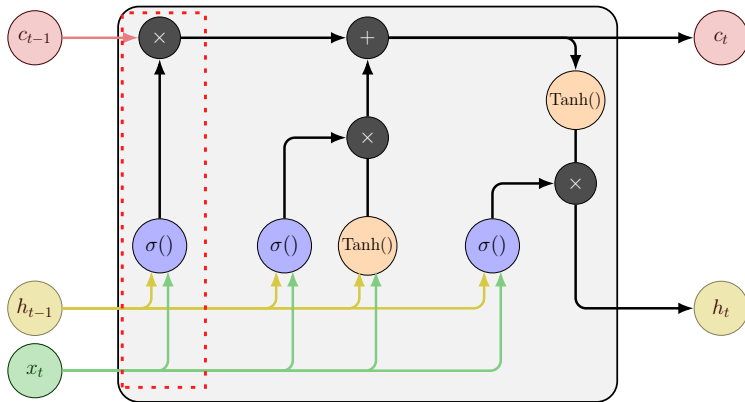 c_{t-1} × + c_t
Tanh()
×
×
σ() σ() Tanh() σ()
h_{t-1} h_t
x_t